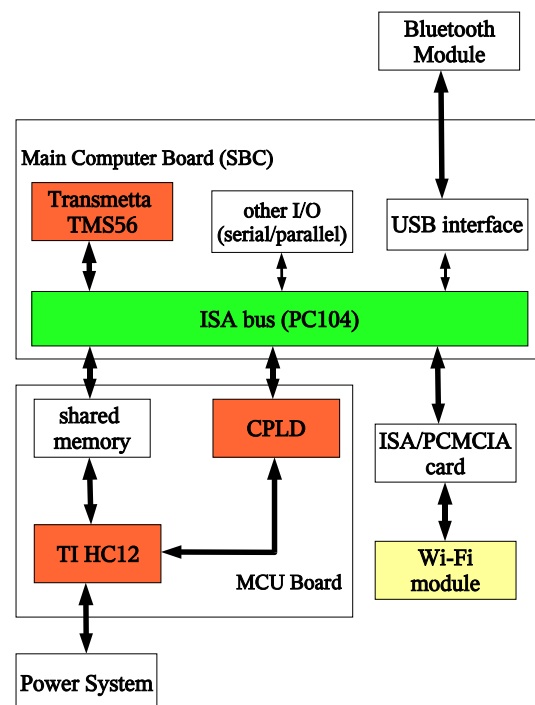 Bluetooth
Module
Main Computer Board (SBC)
Transmetta
TMS56
other I/O
(serial/parallel)
USB interface
ISA bus (PC104)
shared
memory
CPLD
ISA/PCMCIA
card
TI HC12
MCU Board
Wi-Fi
module
Power System